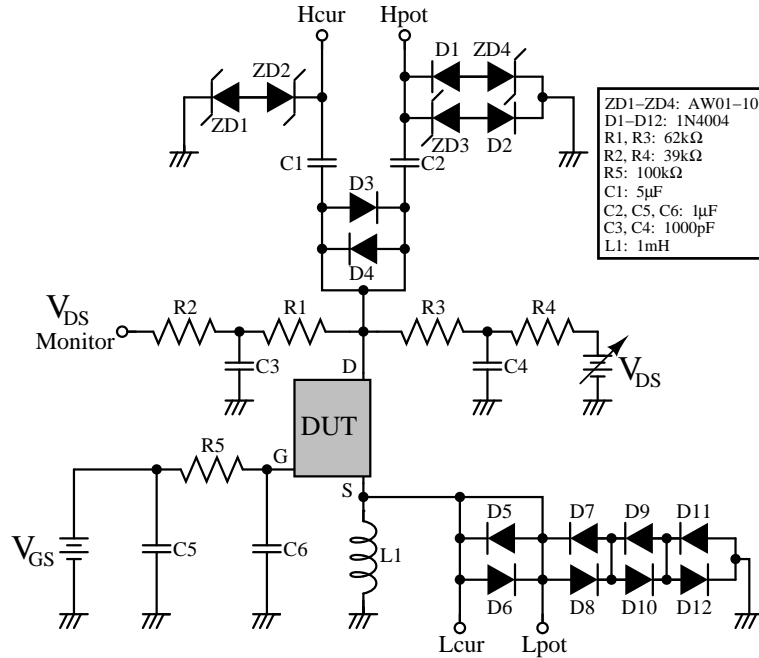 Hcur Hpot
D1 ZD4
ZD2
ZD1
ZD3 D2
ZD1–ZD4: AW01–10
D1–D12: 1N4004
R1, R3: 62kΩ
R2, R4: 39kΩ
R5: 100kΩ
C1: 5μF
C2, C5, C6: 1μF
C3, C4: 1000pF
L1: 1mH
C1 C2
D3
D4
VDS
Monitor
R2 R1 R3 R4
C3 C4
VDS
D
DUT
G
S
R5
VGS
C5 C6
L1
D5 D7 D9 D11
D6 D8 D10 D12
Lcur Lpot